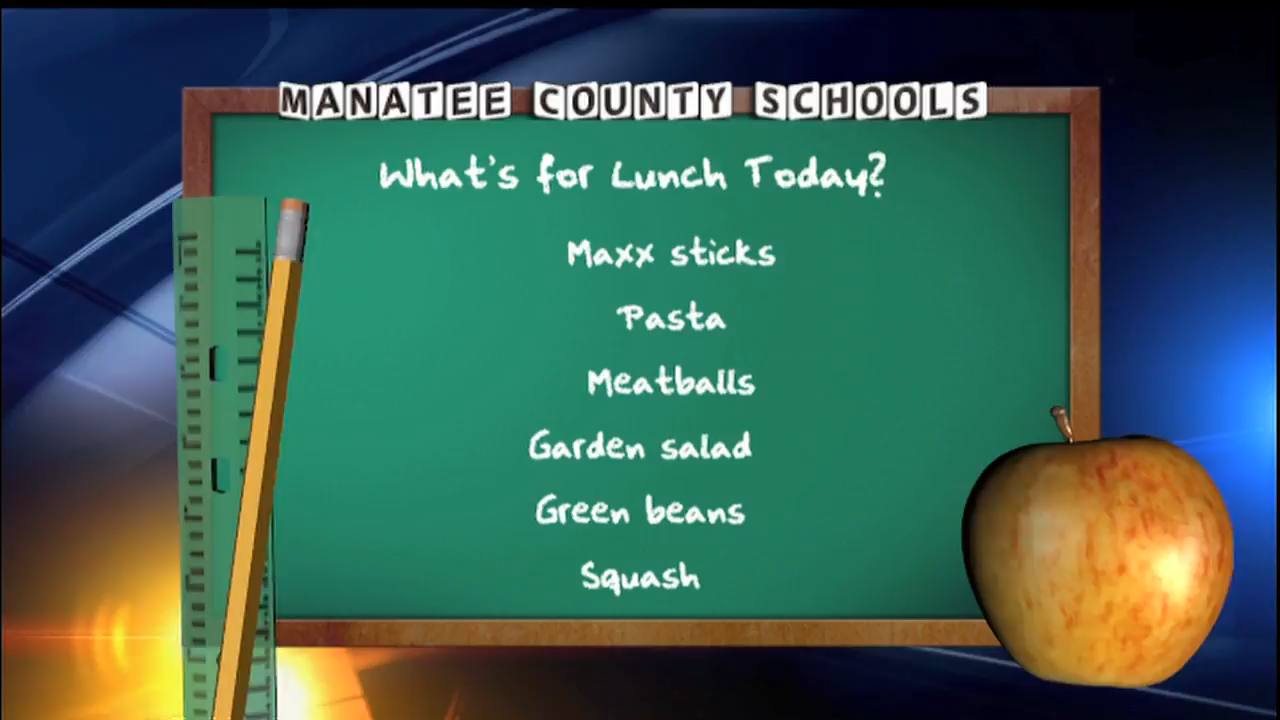 MANATEE COUNTY SCHOOLS
What's for Lunch Today?
Maxx sticks
Pasta
Meatballs
Garden salad
Green beans
Squash